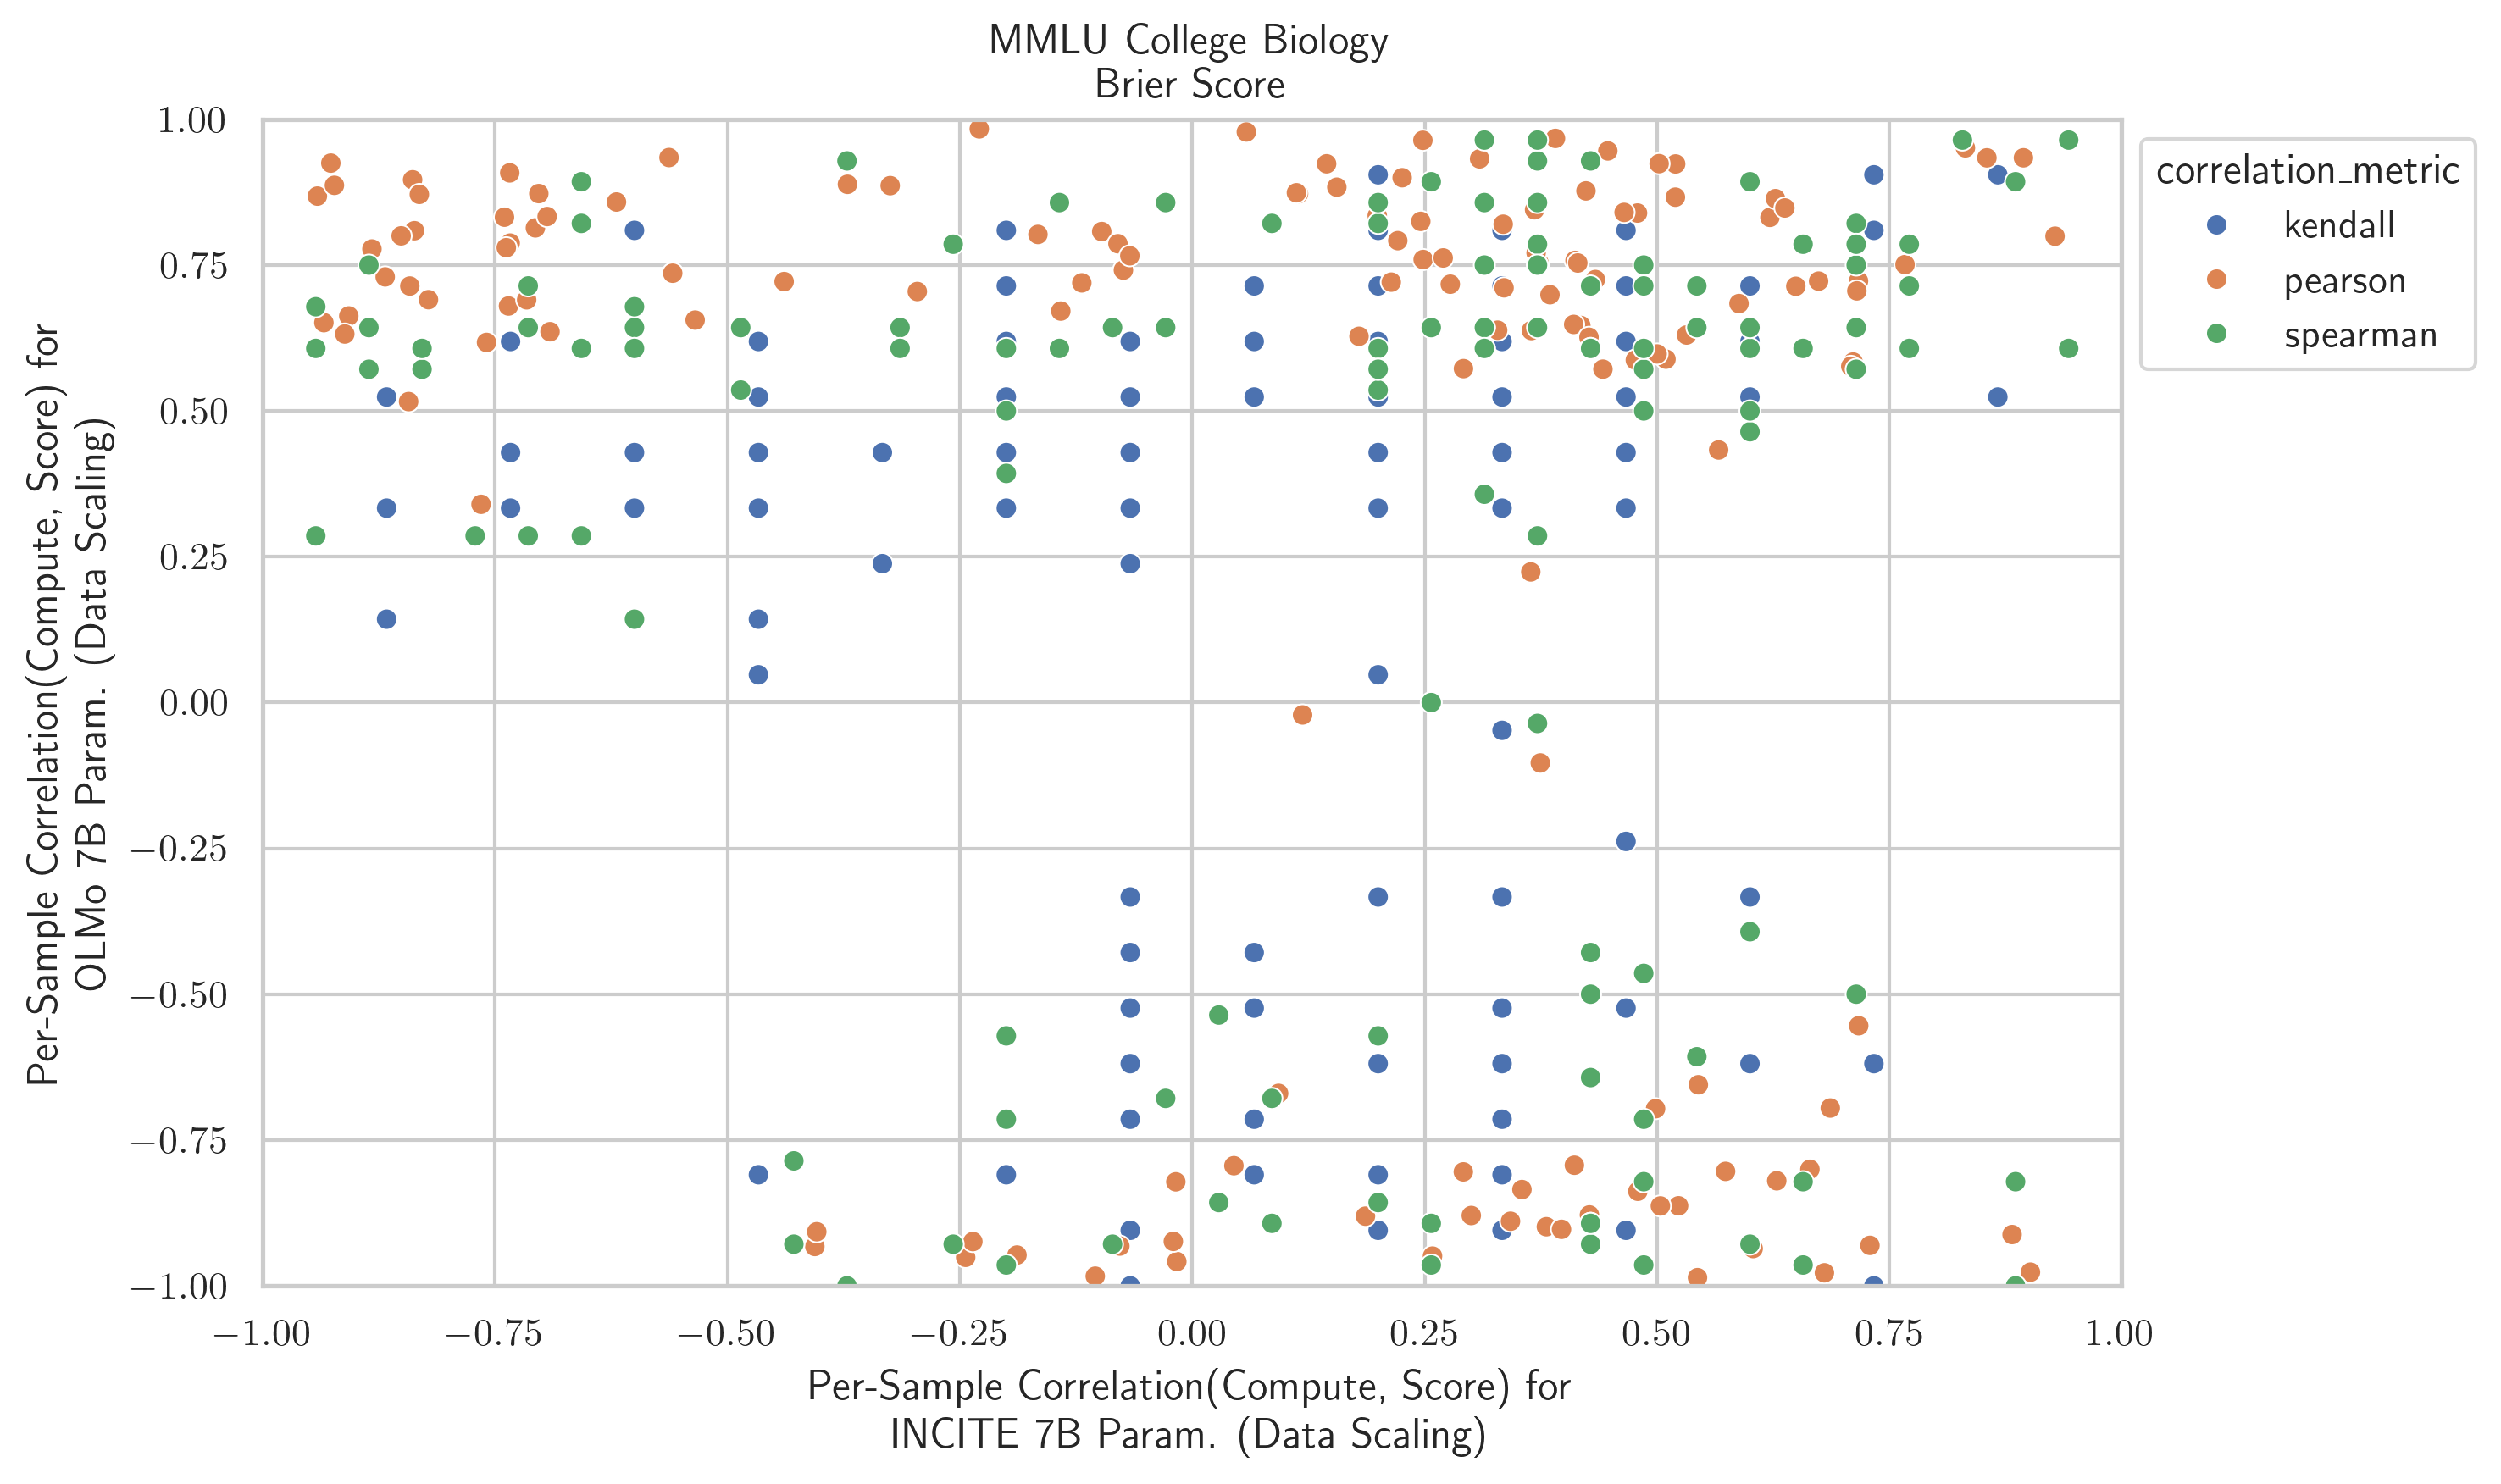 MMLU College Biology
Brier Score
Per-Sample Correlation(Compute, Score) for
OLMo 7B Param. (Data Scaling)
1.00
0.75
0.50
0.25
0.00
−0.25
−0.50
−0.75
−1.00
−1.00 −0.75 −0.50 −0.25 0.00 0.25 0.50 0.75 1.00
Per-Sample Correlation(Compute, Score) for
INCITE 7B Param. (Data Scaling)
correlation_metric
kendall
pearson
spearman